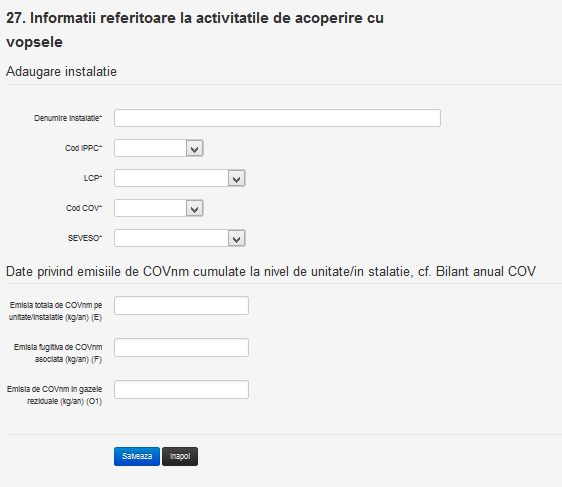 27. Informatii referitoare la activitatile de acoperire cu
vopsele
Adaugare instalatie
Denumire instalatie*
Cod IPPC*
LCP*
Cod COV*
SEVESO*
Date privind emisiile de COVnm cumulate la nivel de unitate/in stalatie, cf. Bilant anual COV
Emisia totala de COVnm pe
unitate/instalatie (kg/an) (E)
Emisia fugitiva de COVnm
asociata (kg/an) (F)
Emisia de COVnm in gazele
reziduale (kg/an) (O1)
Salveaza Inapoi